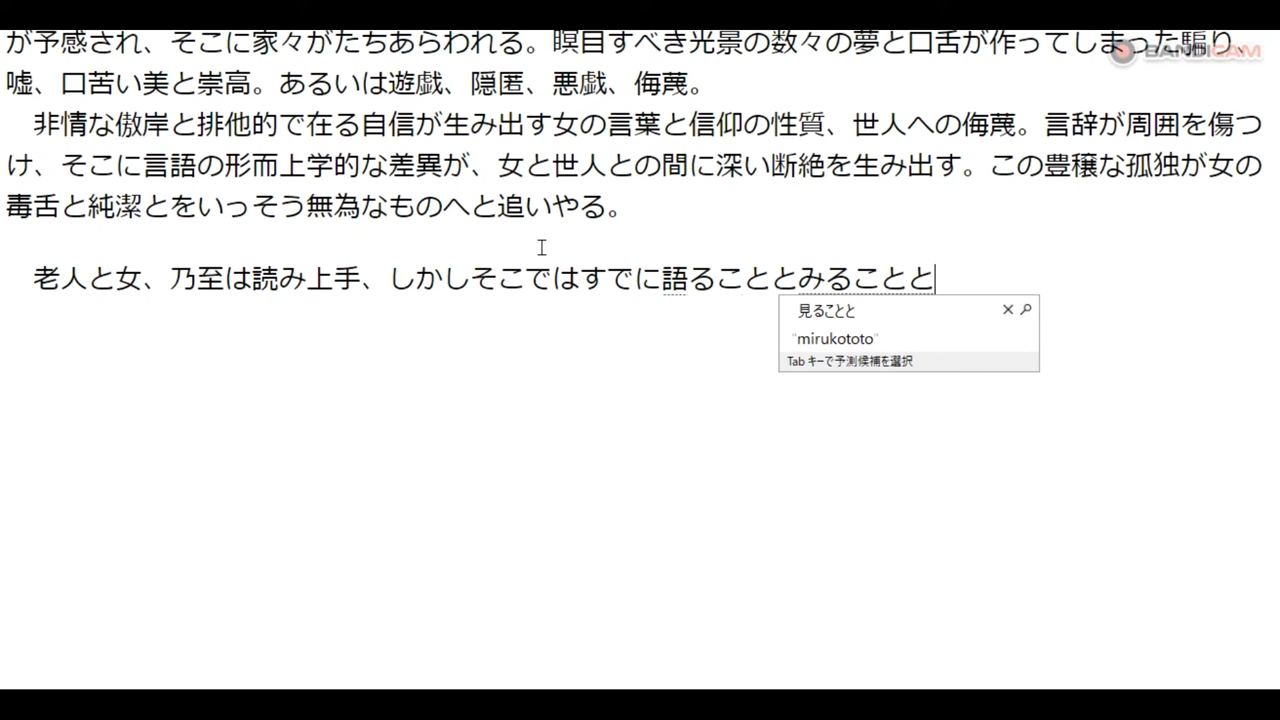 が予感され、そこに家々がたちあらわれる。瞑目すべき光景の数々の夢と口舌が作ってしまった騙り、
BANDICAM
嘘、口苦い美と崇高。あるいは遊戯、隠匿、悪戯、侮蔑。
非情な傲岸と排他的で在る自信が生み出す女の言葉と信仰の性質、世人への侮蔑。言辞が周囲を傷つ
け、そこに言語の形而上学的な差異が、女と世人との間に深い断絶を生み出す。この豊穣な孤独が女の
毒舌と純潔とをいっそう無為なものへと追いやる。
老人と女、乃至は読み上手、しかしそこではすでに語ることとみることと
見ることと
"mirukototo"
Tab キーで予測候補を選択